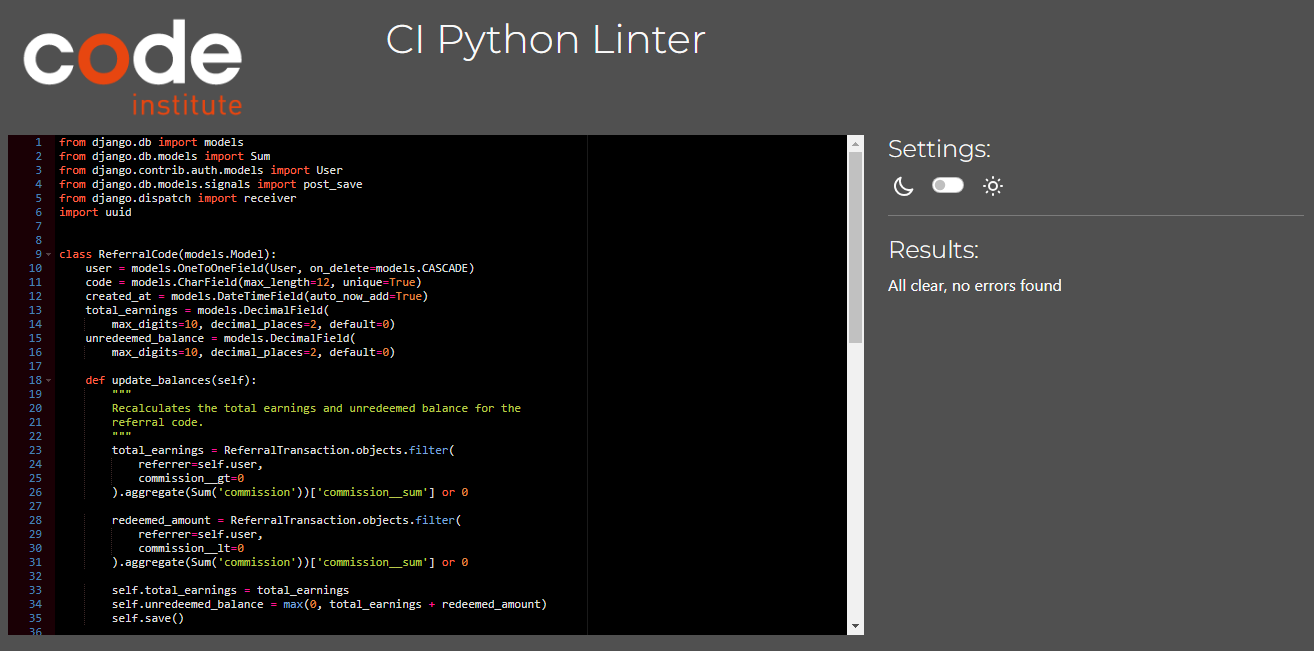 code
institute
CI Python Linter
1 from django.db import models
2 from django.db.models import Sum
3 from django.contrib.auth.models import User
4 from django.db.models.signals import post_save
5 from django.dispatch import receiver
6 import uuid
7
8
9 class ReferralCode(models.Model):
10     user = models.OneToOneField(User, on_delete=models.CASCADE)
11     code = models.CharField(max_length=12, unique=True)
12     created_at = models.DateTimeField(auto_now_add=True)
13     total_earnings = models.DecimalField(
14         max_digits=10, decimal_places=2, default=0)
15     unredeemed_balance = models.DecimalField(
16         max_digits=10, decimal_places=2, default=0)
17
18     def update_balances(self):
19         """
20         Recalculates the total earnings and unredeemed balance for the
21         referral code.
22         """
23         total_earnings = ReferralTransaction.objects.filter(
24             referrer=self.user,
25             commission__gt=0
26         ).aggregate(Sum('commission'))['commission__sum'] or 0
27
28         redeemed_amount = ReferralTransaction.objects.filter(
29             referrer=self.user,
30             commission__lt=0
31         ).aggregate(Sum('commission'))['commission__sum'] or 0
32
33         self.total_earnings = total_earnings
34         self.unredeemed_balance = max(0, total_earnings + redeemed_amount)
35         self.save()
36
Settings:
Results:
All clear, no errors found